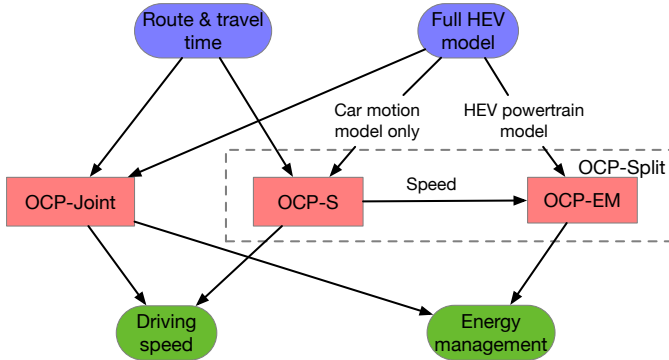 Route & travel
time
Full HEV
model
Car motion
model only
HEV powertrain
model
OCP-Split
OCP-Joint
OCP-S
Speed
OCP-EM
Driving
speed
Energy
management